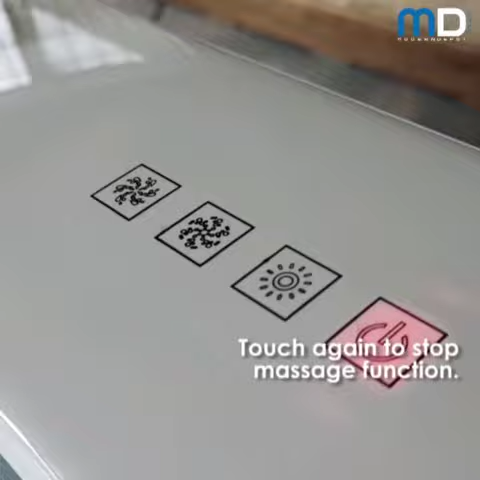 MD
Touch again to stop
massage function.